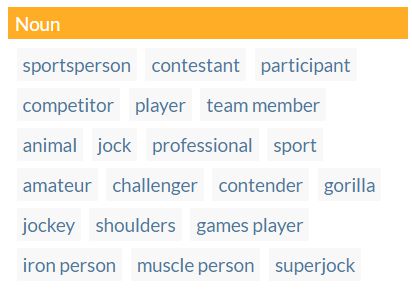 Noun
sportsperson contestant participant
competitor player team member
animal jock professional sport
amateur challenger contender gorilla
jockey shoulders games player
iron person muscle person superjock